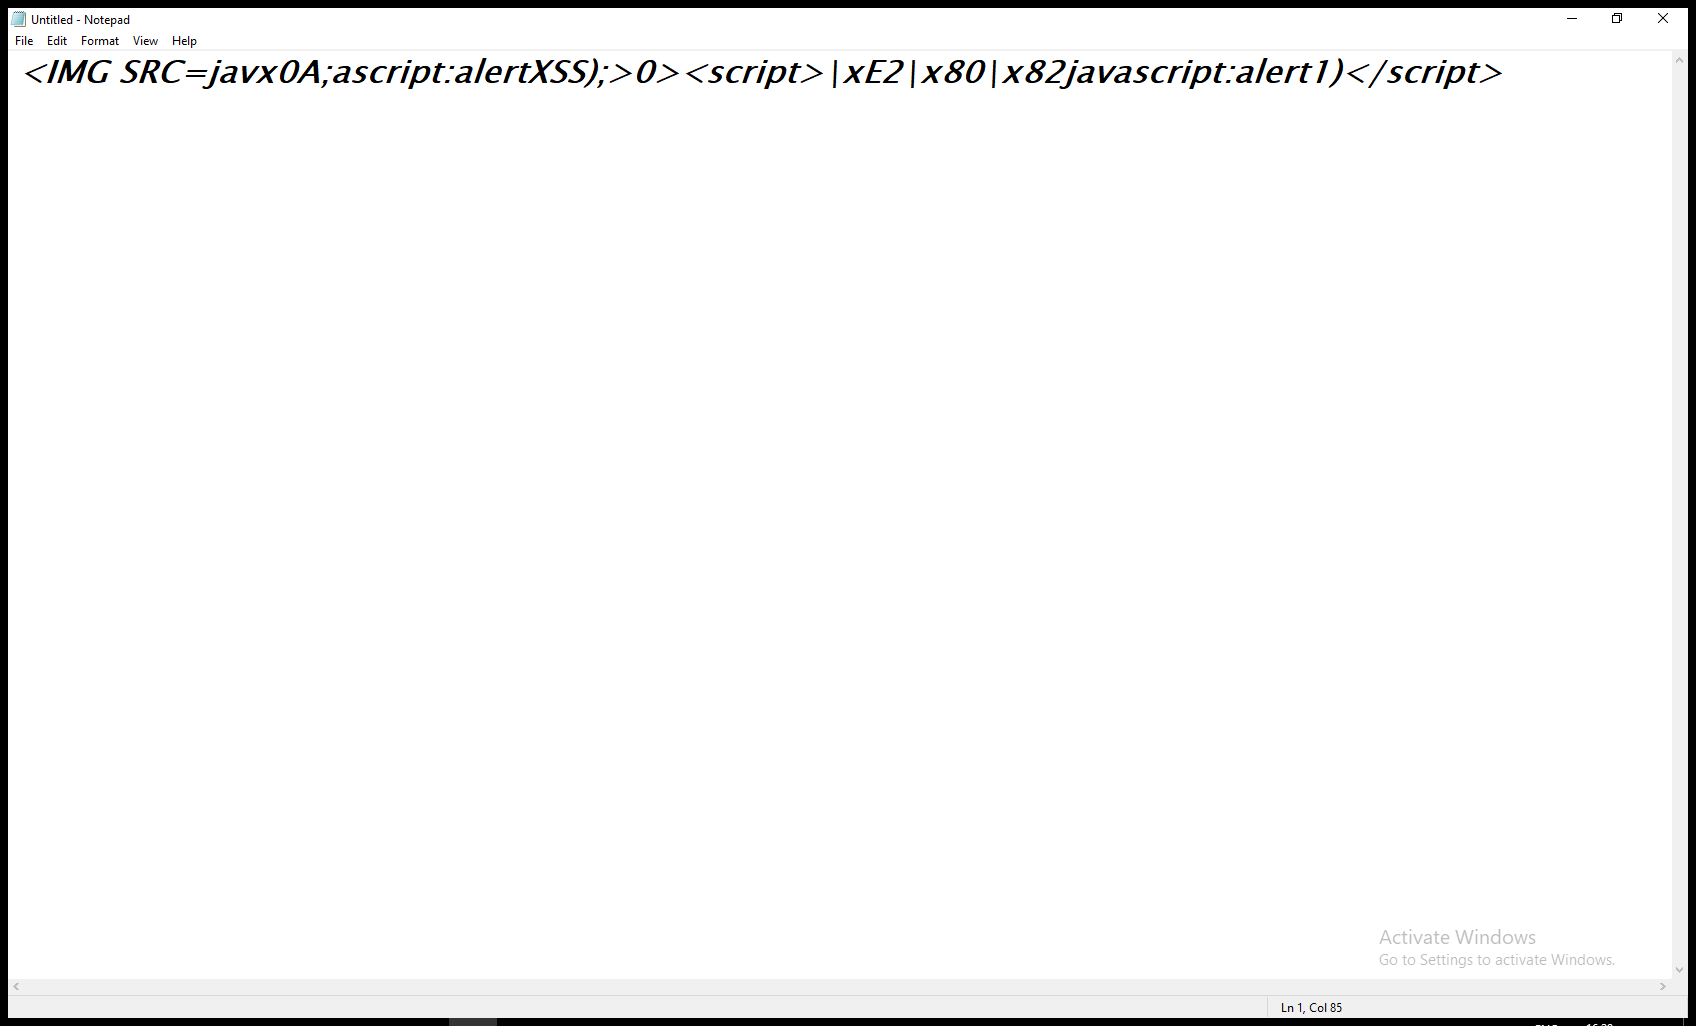 Untitled - Notepad
File Edit Format View Help
<IMG SRC=javx0A;ascript:alertXSS);>0><script>|xE2|x80|x82javascript:alert1)</script>
Activate Windows
Go to Settings to activate Windows.
Ln 1, Col 85